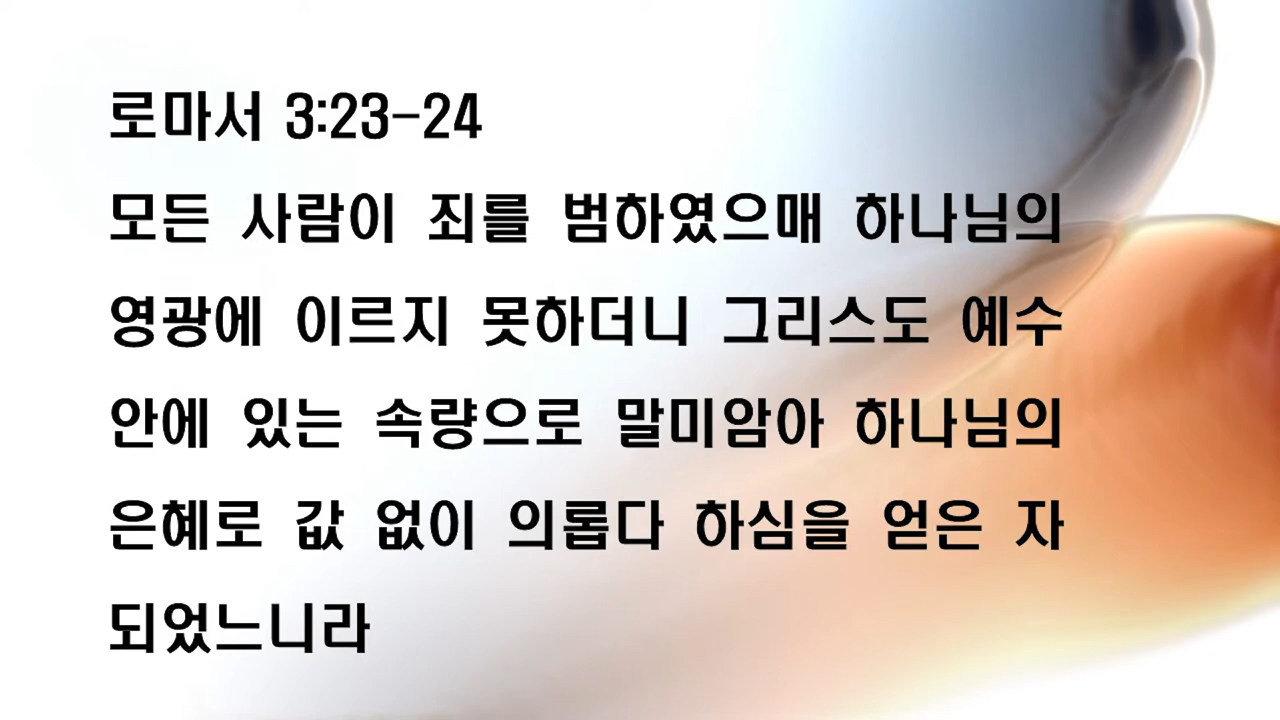 로마서 3:23-24
모든 사람이 죄를 범하였으매 하나님의
영광에 이르지 못하더니 그리스도 예수
안에 있는 속량으로 말미암아 하나님의
은혜로 값 없이 의롭다 하심을 얻은 자
되었느니라